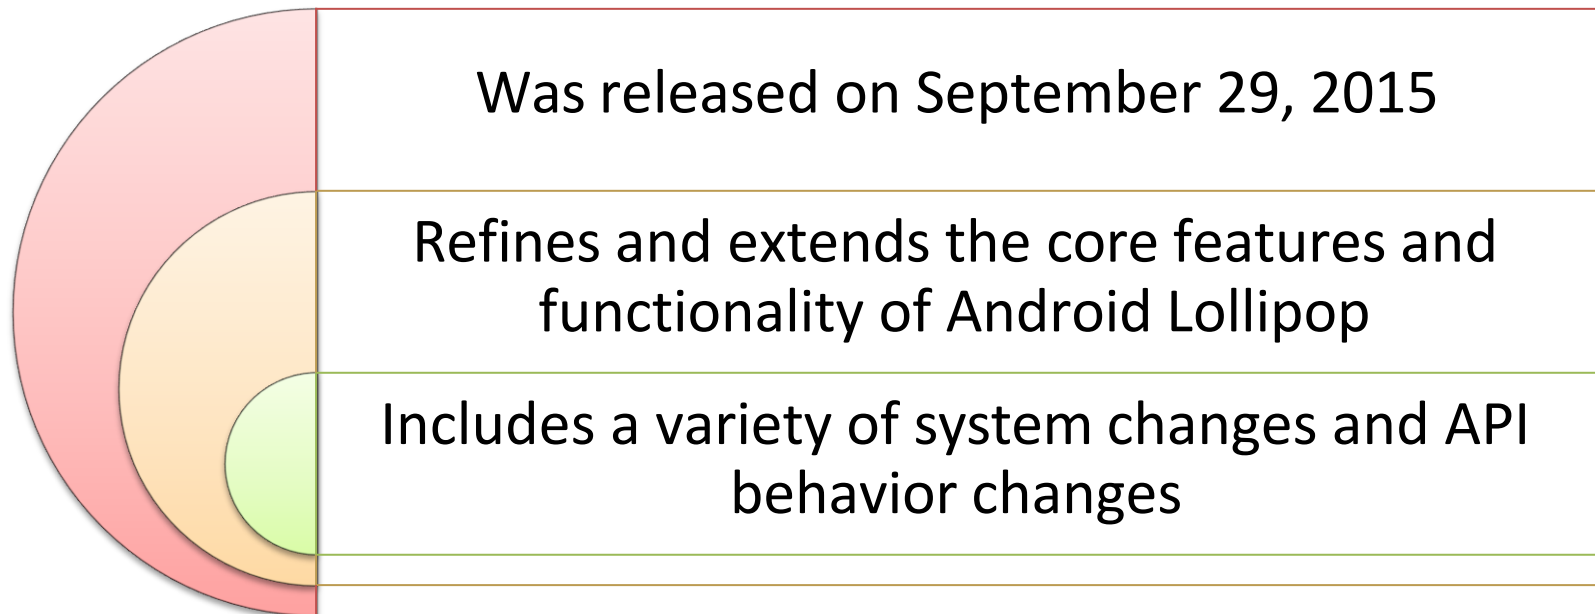 Was released on September 29, 2015
Refines and extends the core features and
functionality of Android Lollipop
Includes a variety of system changes and API
behavior changes